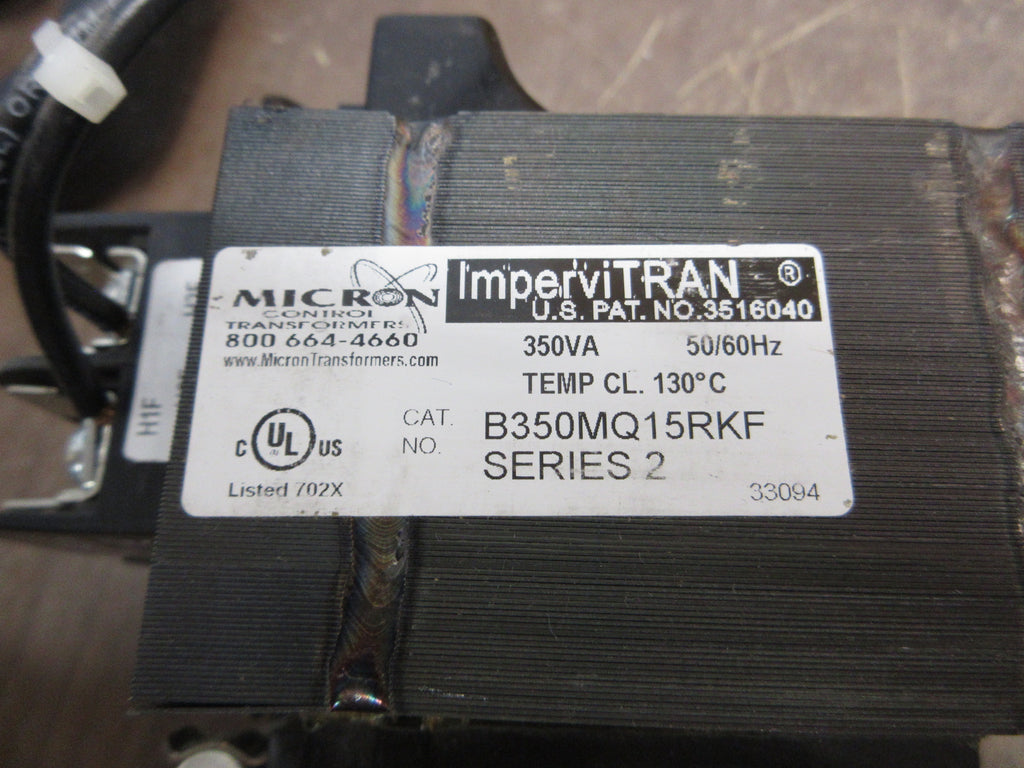 MICRON
CONTROL
TRANSFORMERS
800 664-4660
www.MicronTransformers.com
ImperviTRAN ®
U.S. PAT. NO.3516040
350VA 50/60Hz
TEMP CL. 130°C
CAT. NO. B350MQ15RKF
SERIES 2
C UL US
Listed 702X
33094
H1F